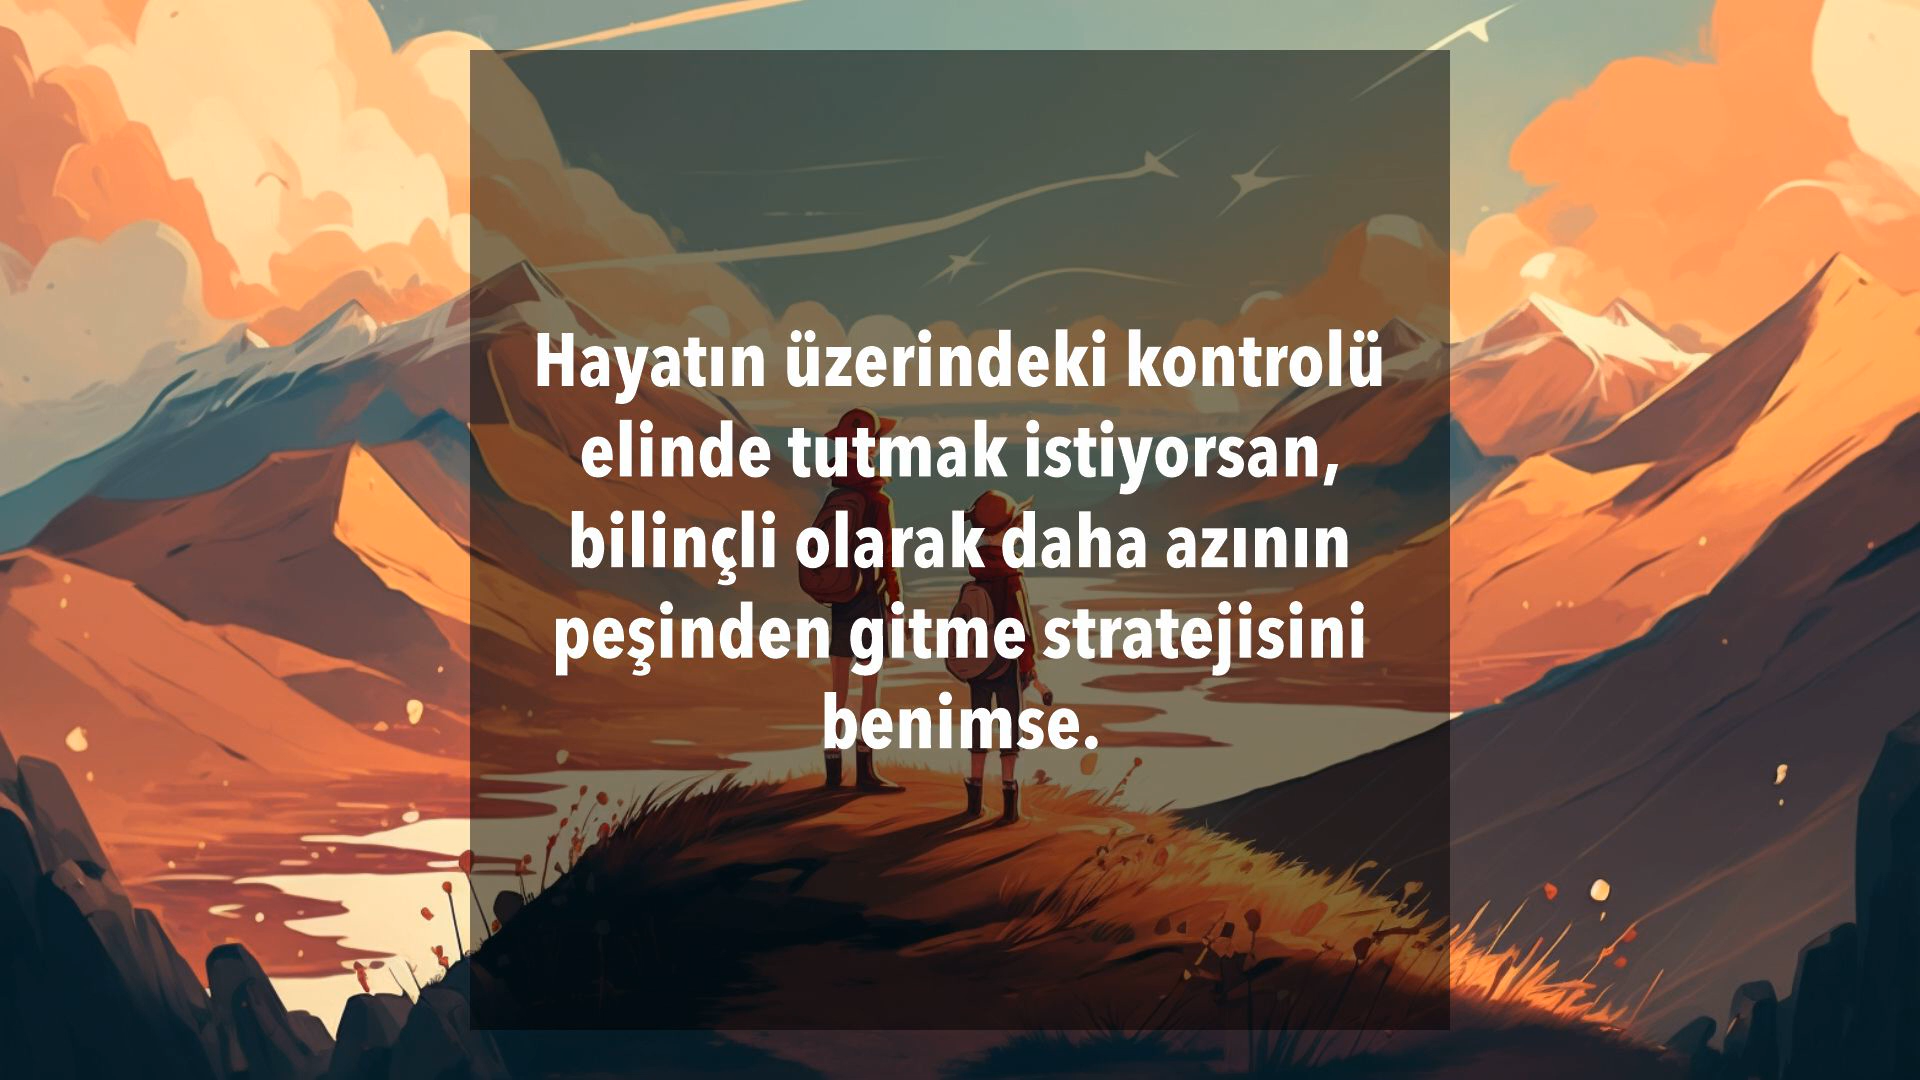 Hayatın üzerindeki kontrolü
elinde tutmak istiyorsan,
bilinçli olarak daha azının
peşinden gitme stratejisini
benimse.